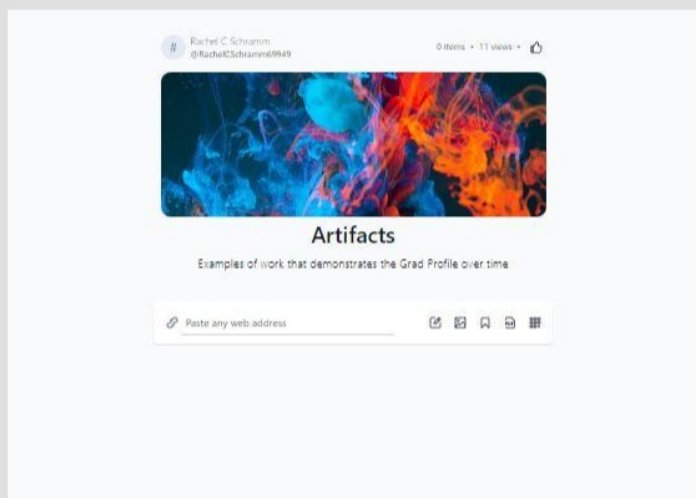 Rachel C Schramm
@RachelCSchramm69949
0 items • 11 views •
Artifacts
Examples of work that demonstrates the Grad Profile over time
Paste any web address